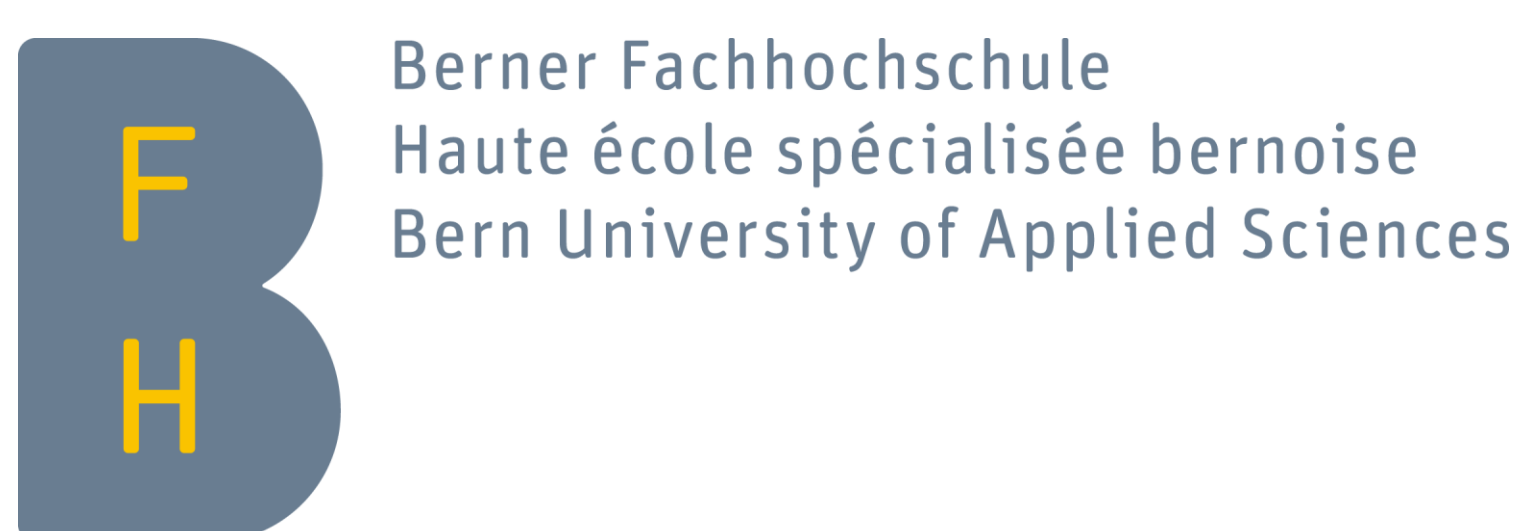 F
H
Berner Fachhochschule
Haute école spécialisée bernoise
Bern University of Applied Sciences